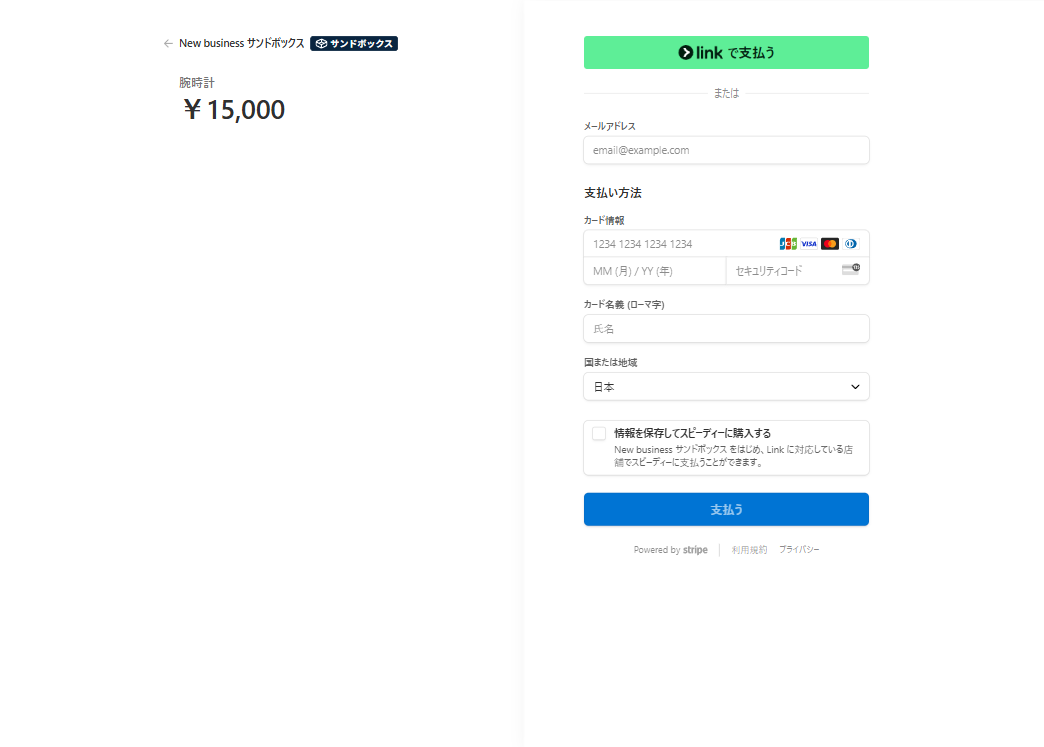 New business サンドボックス サンドボックス
腕時計
￥15,000
link で支払う
または
メールアドレス
email@example.com
支払い方法
カード情報
1234 1234 1234 1234 JCB VISA
MM (月) / YY (年) セキュリティコード
カード名義 (ローマ字)
氏名
国または地域
日本
情報を保存してスピーディーに購入する
New business サンドボックス をはじめ、Link に対応している店
舗でスピーディーに支払うことができます。
支払う
Powered by stripe 利用規約 プライバシー